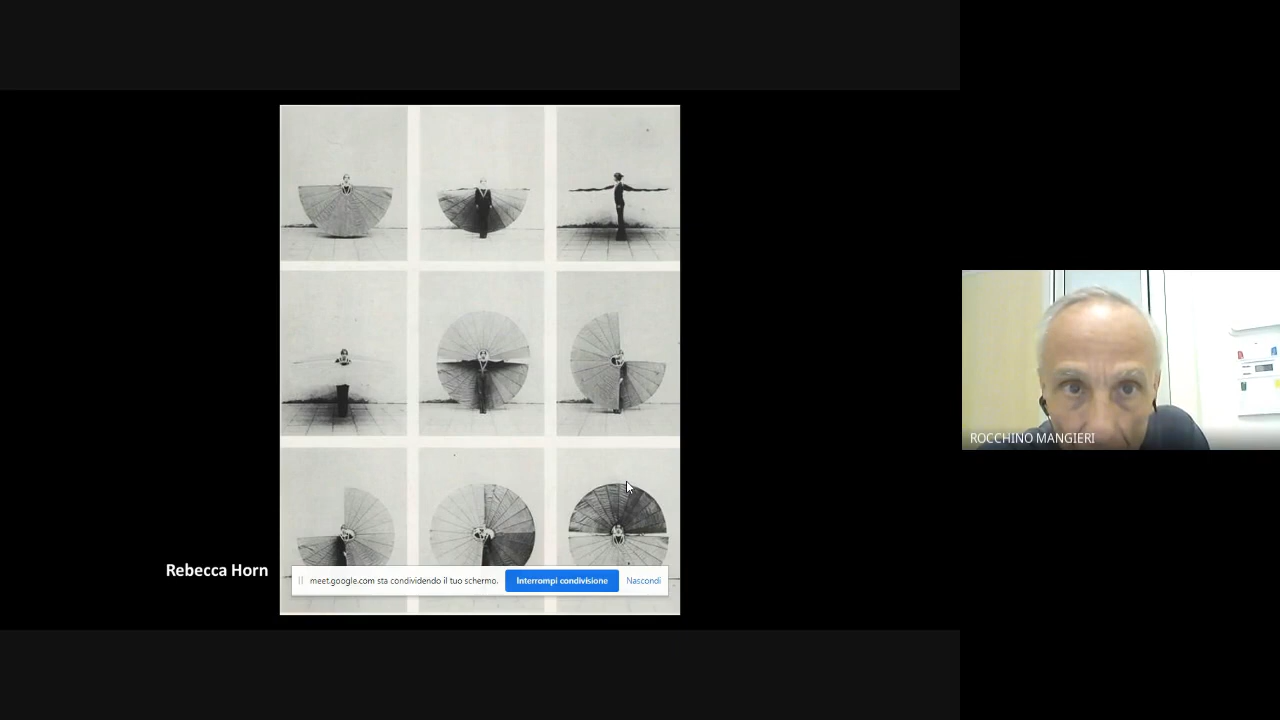 Rebecca Horn
meet.google.com sta condividendo il tuo schermo.
Interrompi condivisione
Nascondi
ROCCHINO MANGIERI